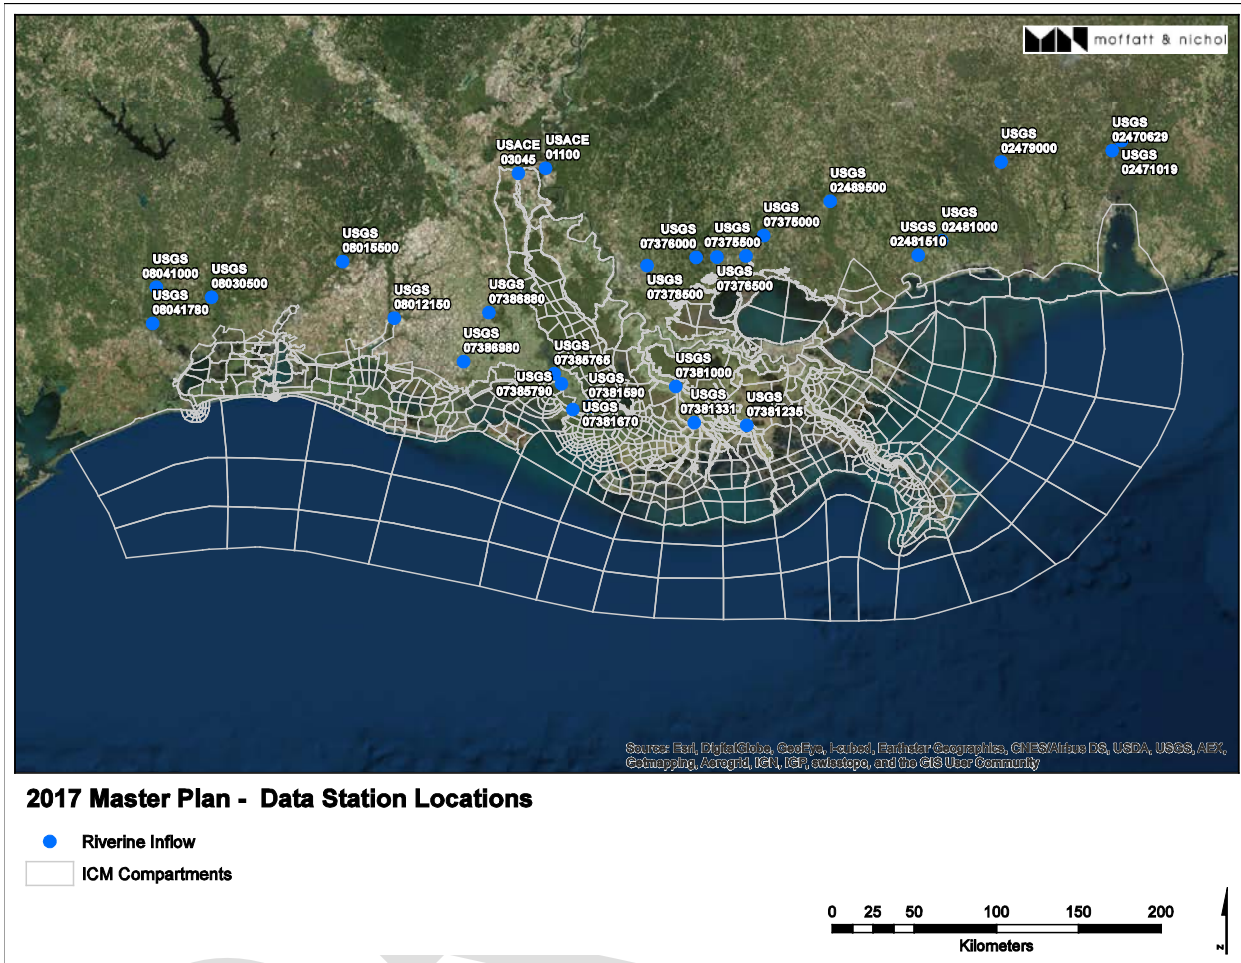 moffatt & nichol
USGS
02470629
USGS
02479000
USGS
02471019
USACE
03045
USACE
01100
USGS
02489500
USGS
07375000
USGS
02481000
USGS
02481510
USGS
07376000
USGS
07375500
USGS
07376500
USGS
07378500
USGS
08015500
USGS
08041000
USGS
08030500
USGS
08041780
USGS
08012150
USGS
07386880
USGS
07386980
USGS
07385765
USGS
07385790
USGS
07381590
USGS
07381670
USGS
07381000
USGS
07381331
USGS
07381235
Source: Esri, DigitalGlobe, GeoEye, i-cubed, Earthstar Geographics, CNES/Airbus DS, USDA, USGS, AEX,
Getmapping, Aerogrid, IGN, IGP, swisstopo, and the GIS User Community
2017 Master Plan - Data Station Locations
Riverine Inflow
ICM Compartments
0 25 50 100 150 200
Kilometers
N